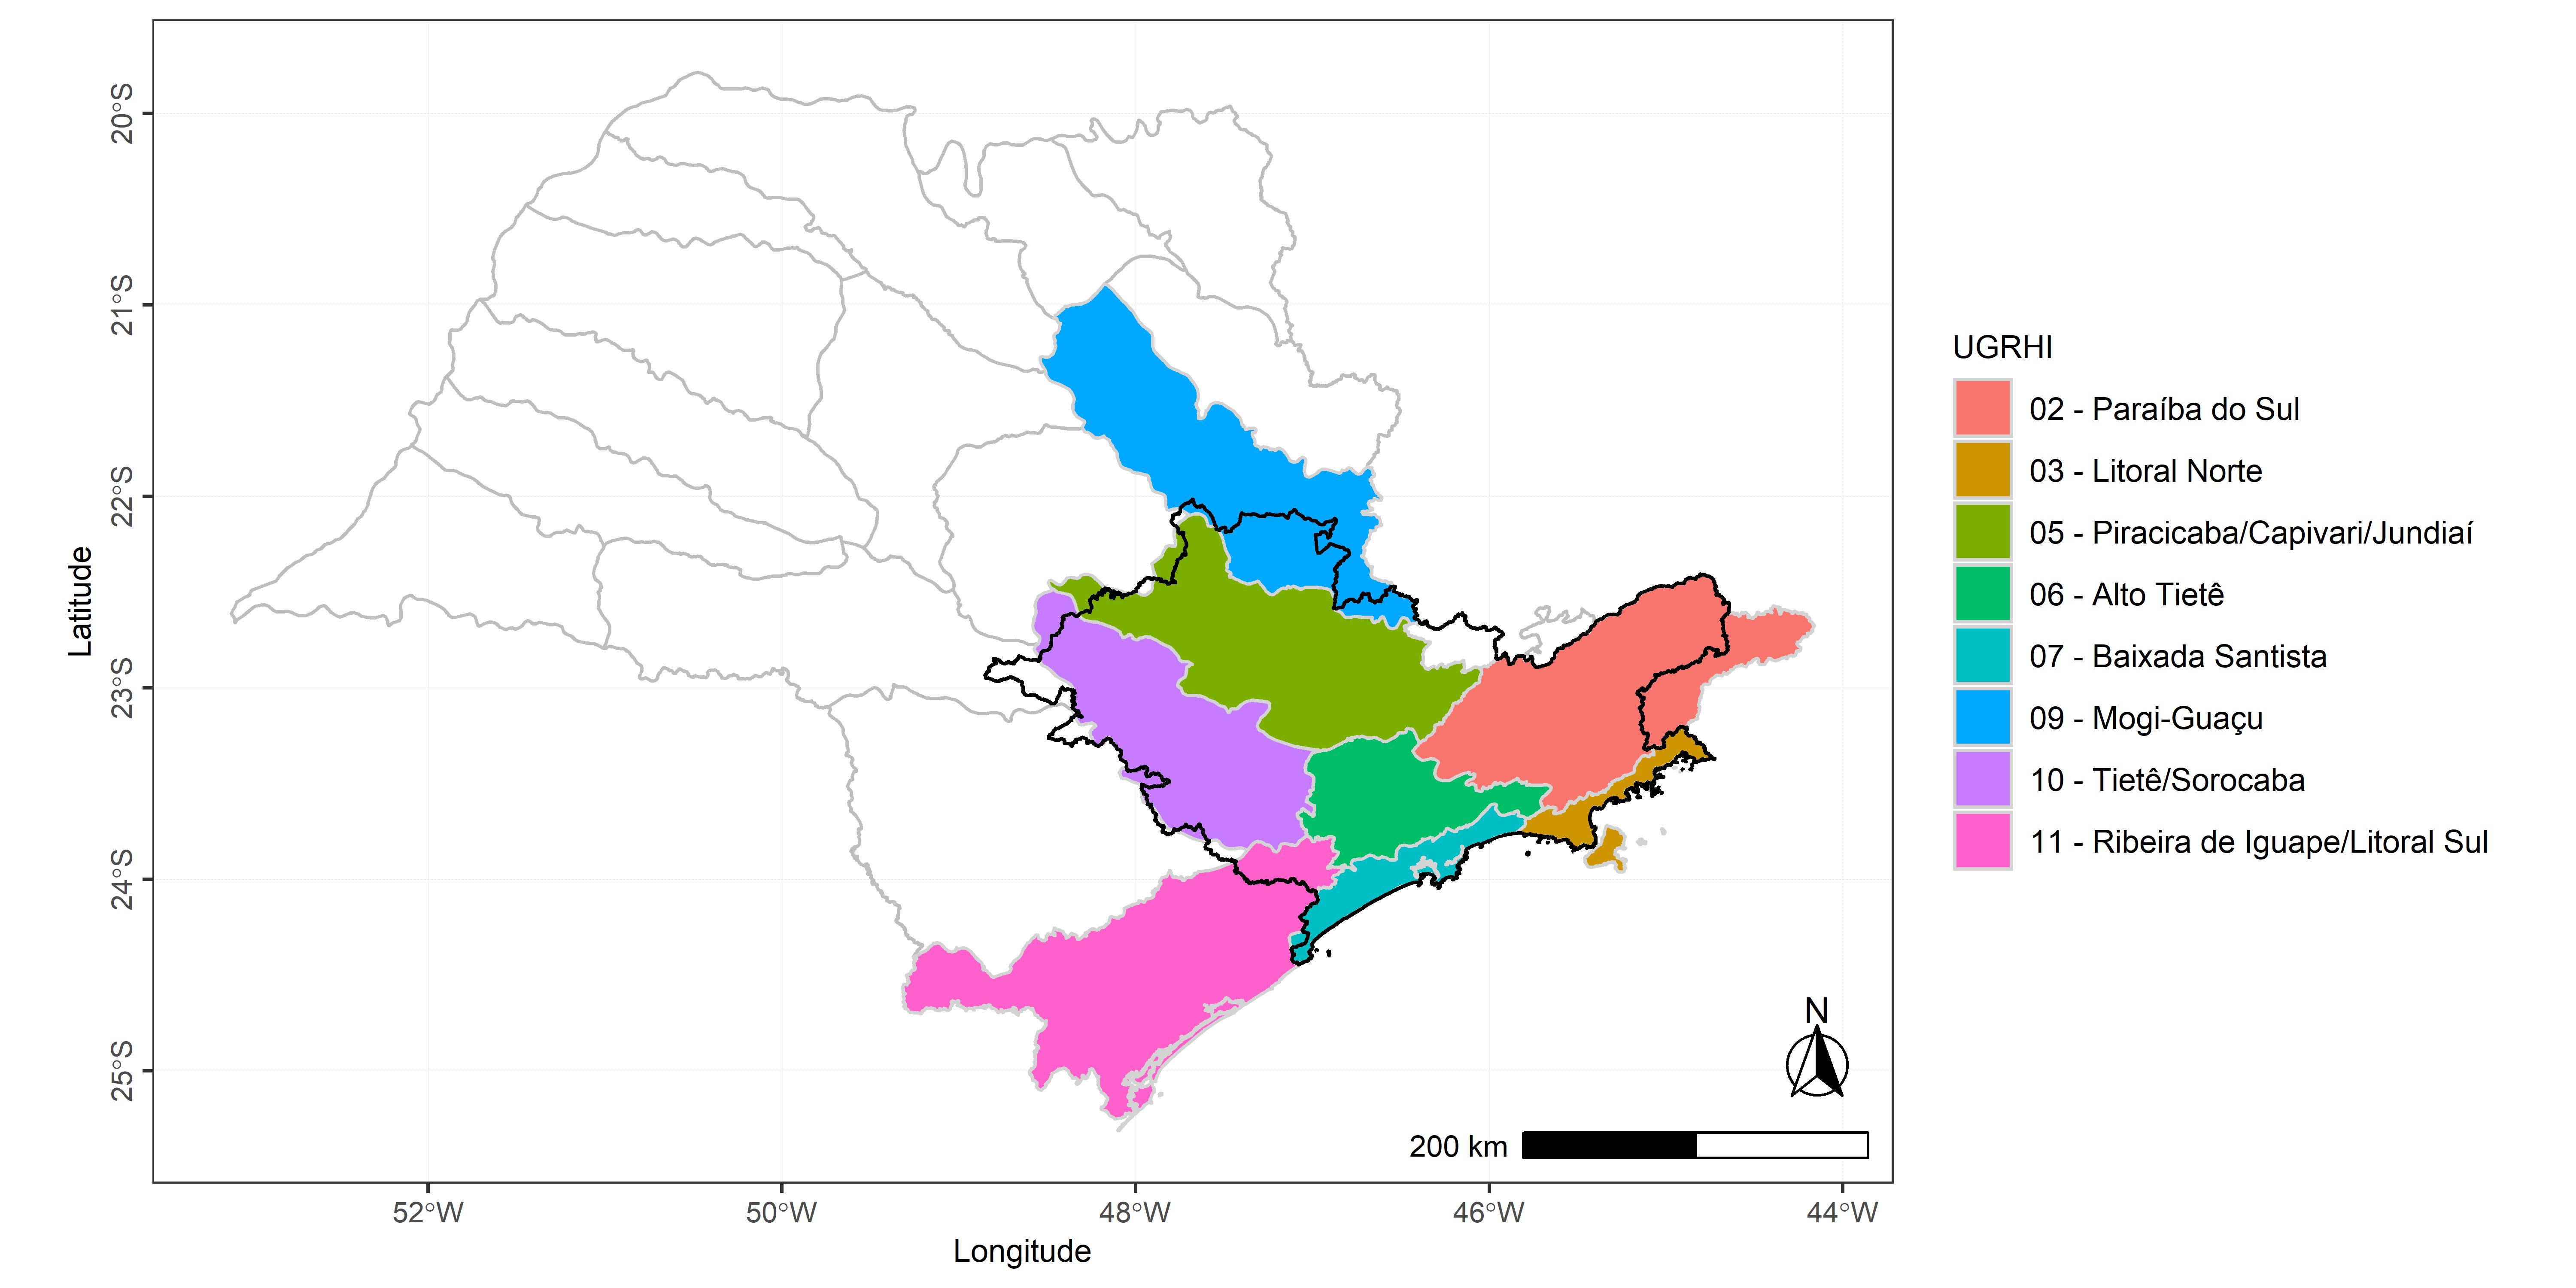 20°S
21°S
22°S
23°S
24°S
25°S
Latitude
52°W
50°W
48°W
46°W
44°W
Longitude
N
200 km
UGRHI
02 - Paraíba do Sul
03 - Litoral Norte
05 - Piracicaba/Capivari/Jundiaí
06 - Alto Tietê
07 - Baixada Santista
09 - Mogi-Guaçu
10 - Tietê/Sorocaba
11 - Ribeira de Iguape/Litoral Sul